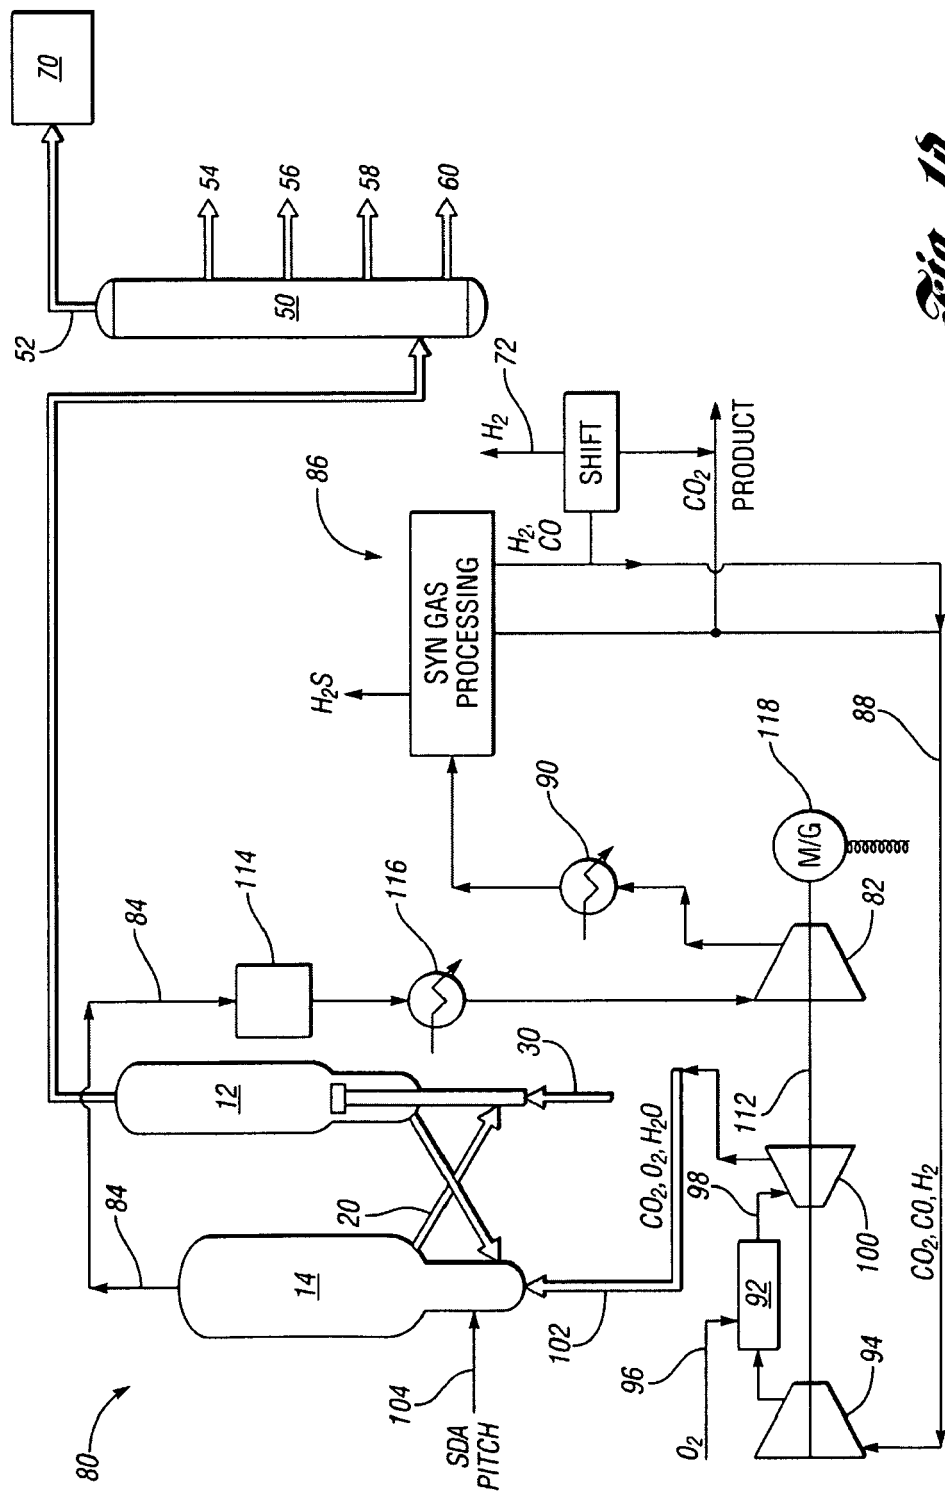 80
84
84
114
116
14
12
20
30
104
SDA
PITCH
102
CO2, O2, H2O
96
O2
92
98
94
100
112
82
118
M/G
88
CO2, CO, H2
90
H2S
SYN GAS
PROCESSING
86
H2,
CO
SHIFT
H2
72
CO2
PRODUCT
52
50
54
56
58
60
70